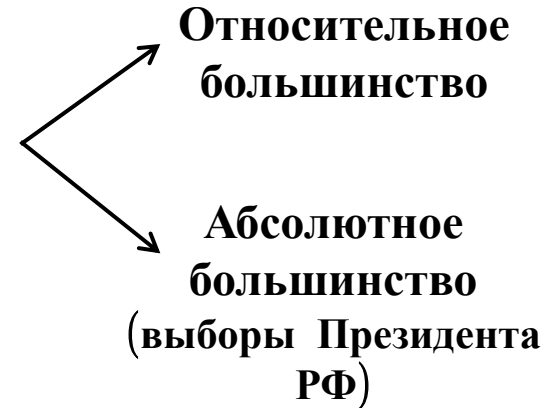 Относительное
большинство
Абсолютное
большинство
(выборы Президента
РФ)